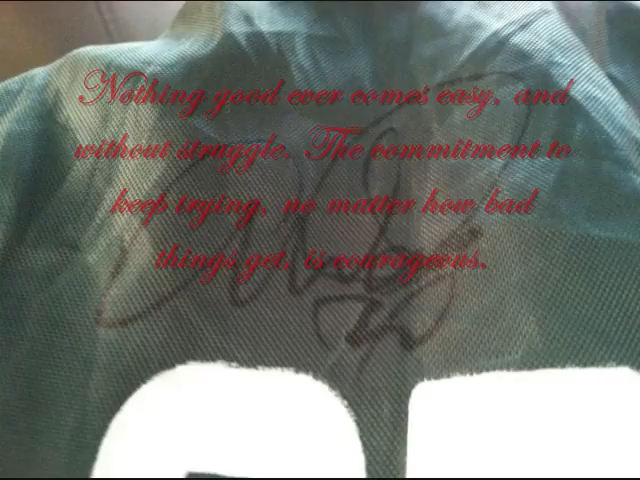 Nothing good ever comes easy, and
without struggle. The commitment to
keep trying, no matter how bad
things get, is courageous.